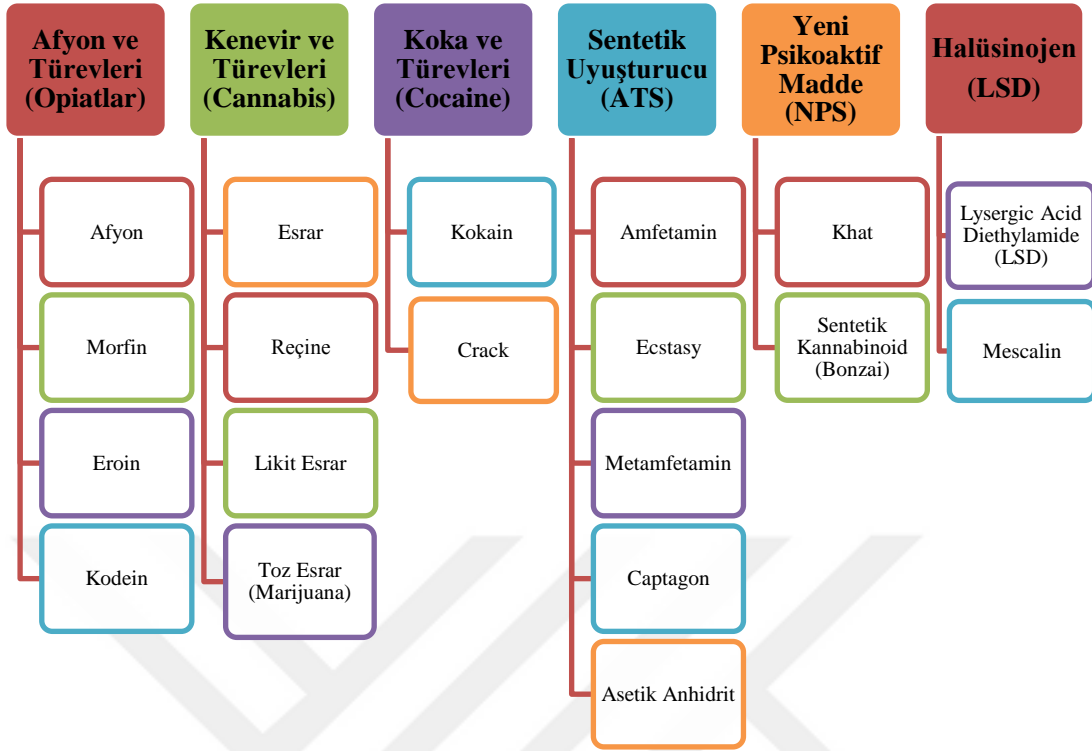 Afyon ve
Türevleri
(Opiatlar)
Afyon
Morfin
Eroin
Kodein
Kenevir ve
Türevleri
(Cannabis)
Esrar
Reçine
Likit Esrar
Toz Esrar
(Marijuana)
Koka ve
Türevleri
(Cocaine)
Kokain
Crack
Sentetik
Uyuşturucu
(ATS)
Amfetamin
Ecstasy
Metamfetamin
Captagon
Asetik Anhidrit
Yeni
Psikoaktif
Madde
(NPS)
Khat
Sentetik
Kannabinoid
(Bonzai)
Halüsinojen
(LSD)
Lysergic Acid
Diethylamide
(LSD)
Mescalin